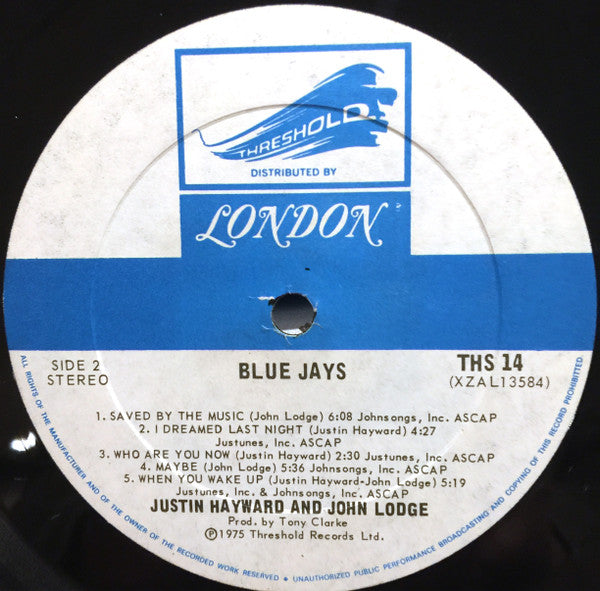 THRESHOLD
DISTRIBUTED BY
LONDON
SIDE 2
STEREO
BLUE JAYS
THS 14
(XZAL13584)
1. SAVED BY THE MUSIC (John Lodge) 6:08 Johnsongs, Inc. ASCAP
2. I DREAMED LAST NIGHT (Justin Hayward) 4:27
Justunes, Inc. ASCAP
3. WHO ARE YOU NOW (Justin Hayward) 2:30 Justunes, Inc. ASCAP
4. MAYBE (John Lodge) 5:36 Johnsongs, Inc. ASCAP
5. WHEN YOU WAKE UP (Justin Hayward-John Lodge) 5:19
Justunes, Inc. & Johnsongs, Inc. ASCAP
JUSTIN HAYWARD AND JOHN LODGE
Prod. by Tony Clarke
Ⓟ1975 Threshold Records Ltd.
ALL RIGHTS OF THE MANUFACTURER AND OF THE OWNER OF THE RECORDED WORK RESERVED ✦ UNAUTHORIZED PUBLIC PERFORMANCE BROADCASTING AND COPYING OF THIS RECORD PROHIBITED.